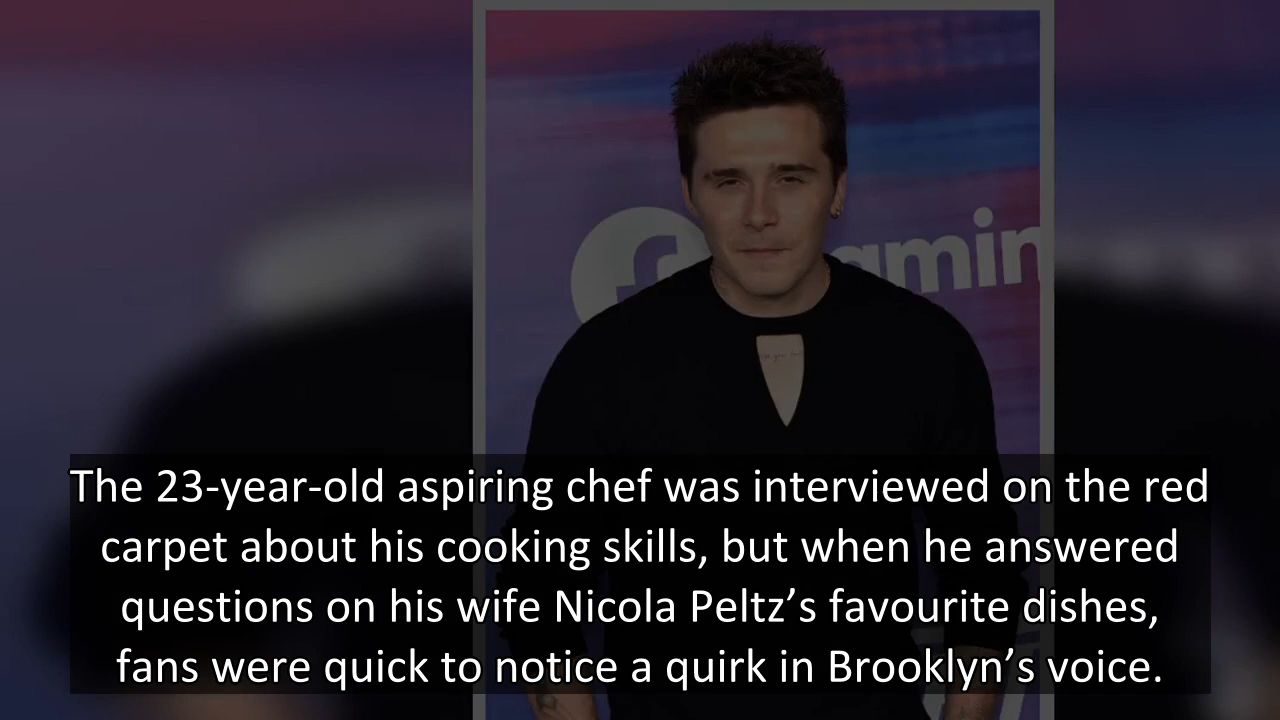 f gamin
The 23-year-old aspiring chef was interviewed on the red
carpet about his cooking skills, but when he answered
questions on his wife Nicola Peltz’s favourite dishes,
fans were quick to notice a quirk in Brooklyn’s voice.